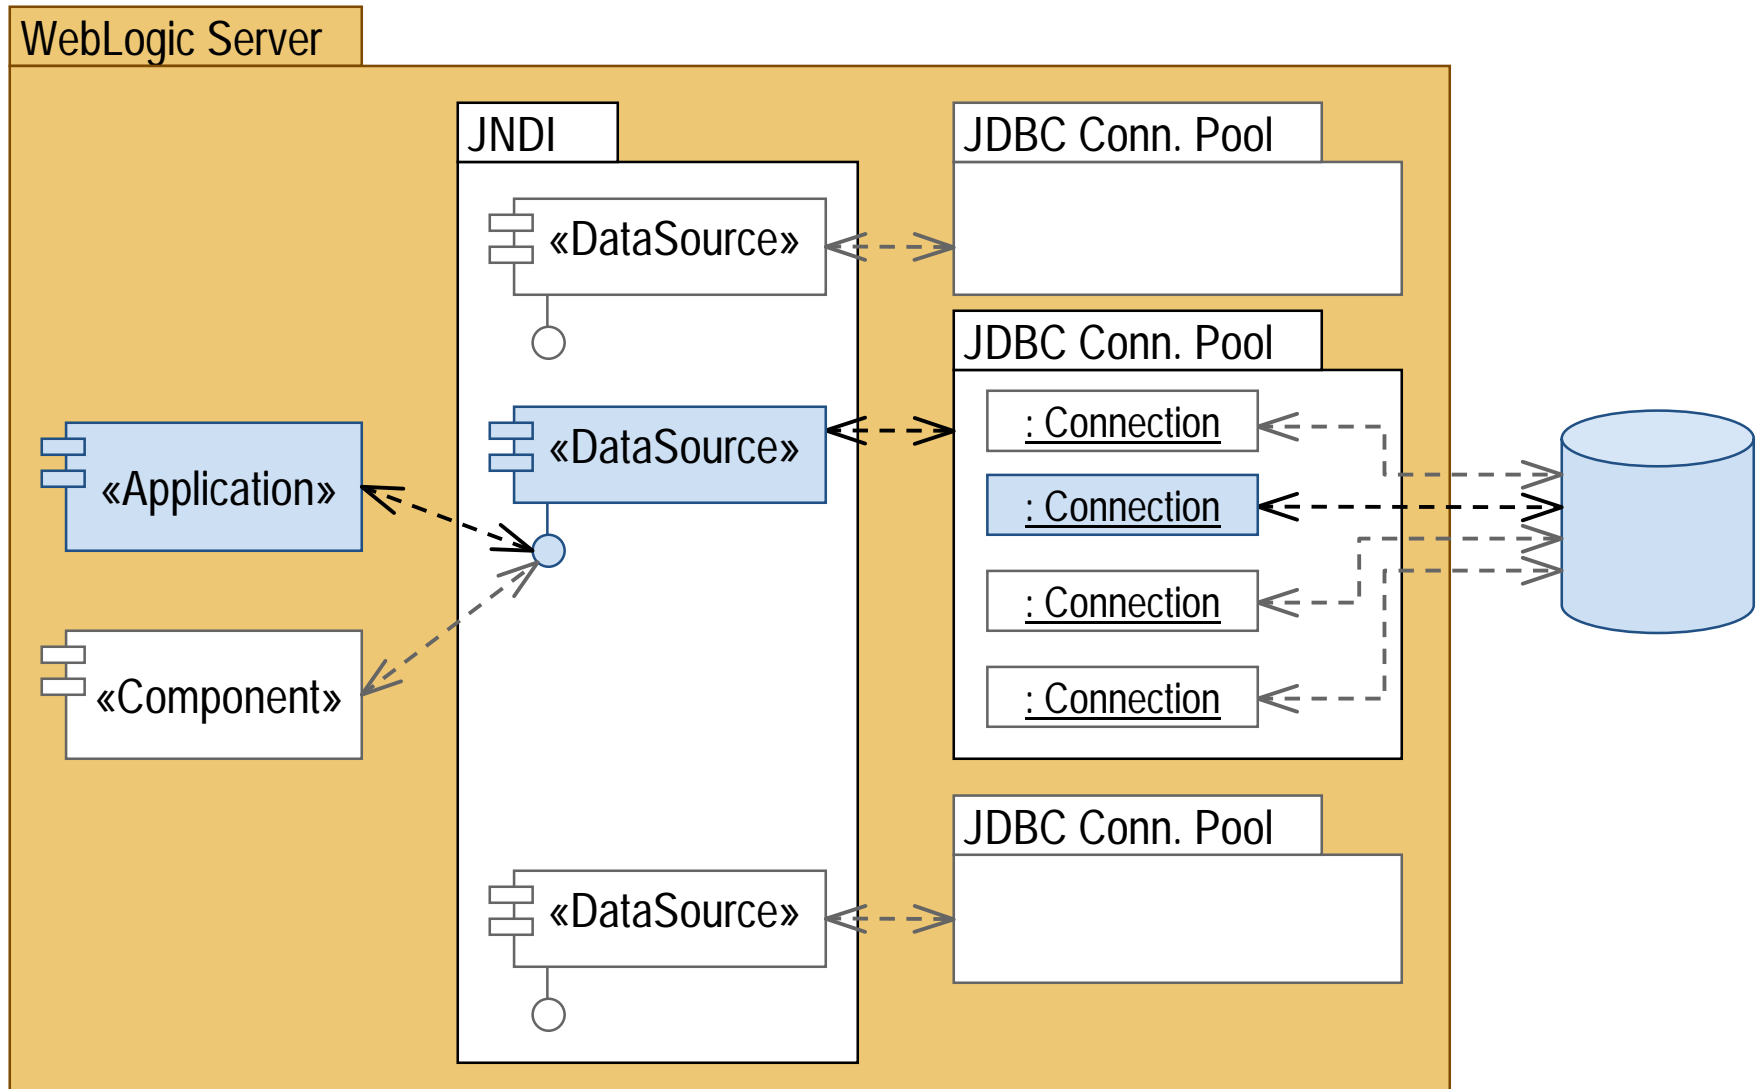 WebLogic Server
JNDI
JDBC Conn. Pool
«DataSource»
JDBC Conn. Pool
: Connection
«DataSource»
«Application»
: Connection
: Connection
«Component»
: Connection
JDBC Conn. Pool
«DataSource»